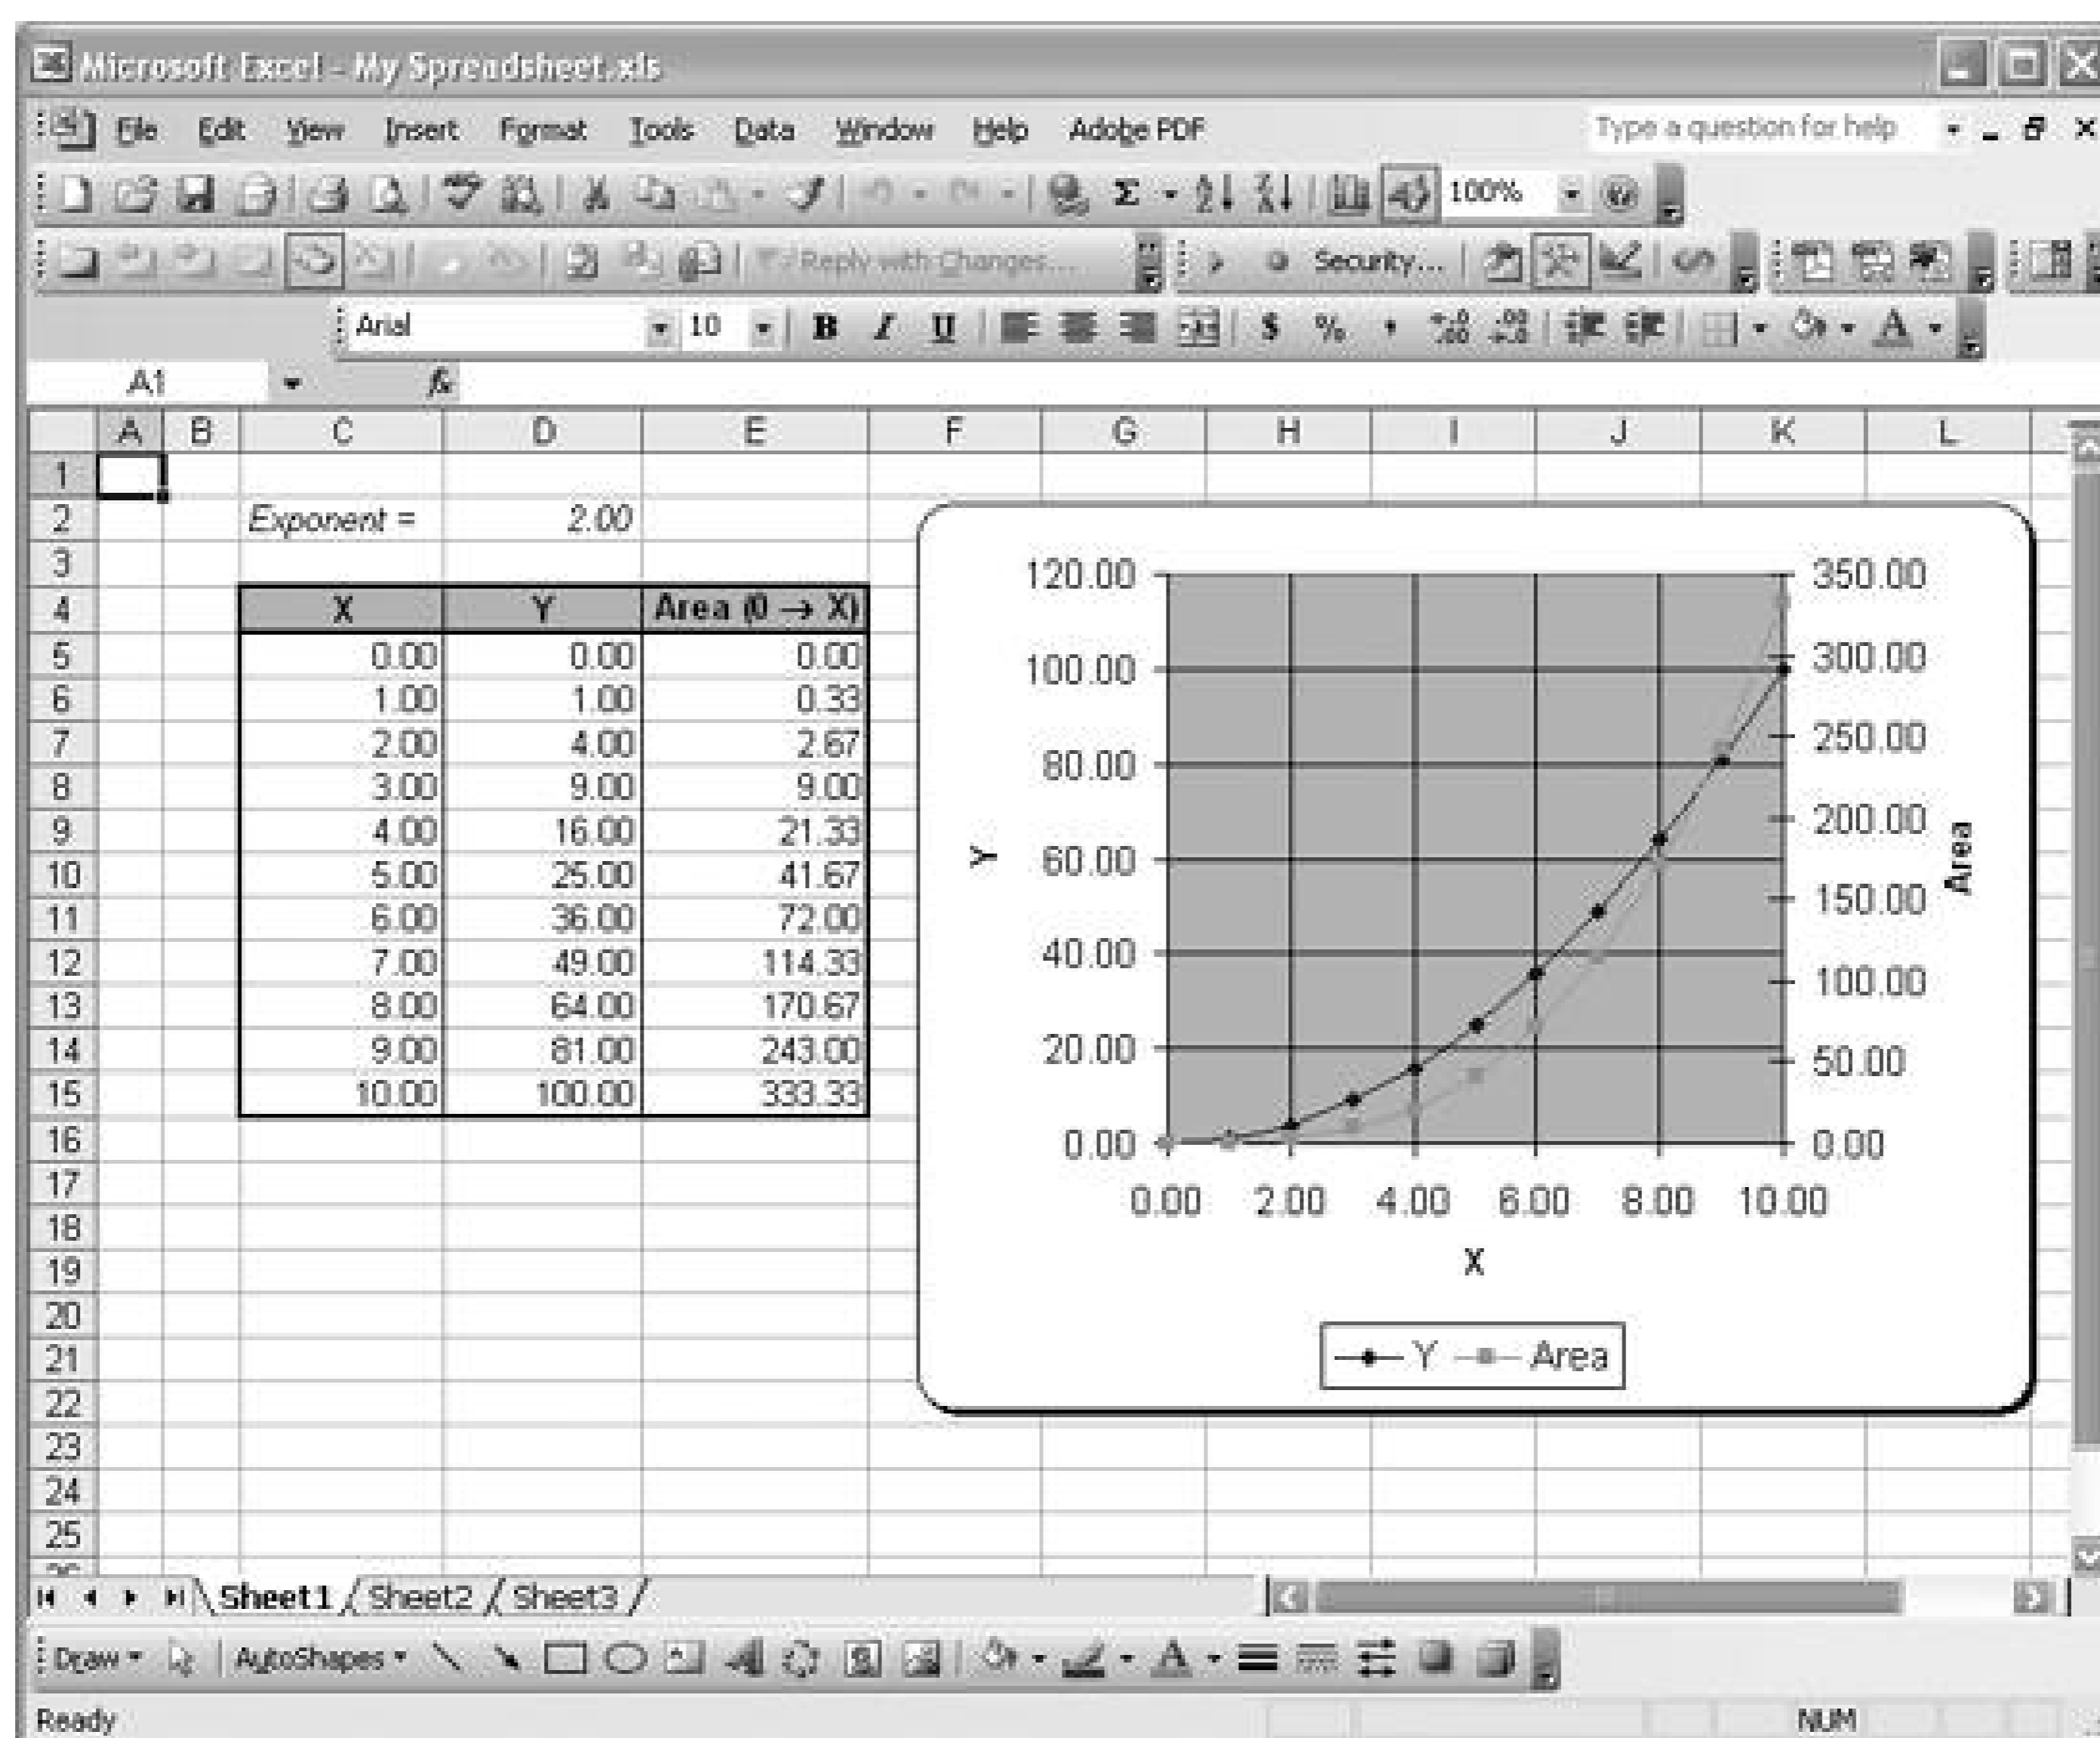 Microsoft Excel - My Spreadsheet.xls
File Edit View Insert Format Tools Data Window Help Adobe PDF Type a question for help
Σ 100%
Reply with Changes... Security...
Arial 10 B I U $ % ,
A1 fx
A B C D E F G H I J K L
1
2 Exponent = 2.00
3
4 X Y Area (0 → X)
5 0.00 0.00 0.00
6 1.00 1.00 0.33
7 2.00 4.00 2.67
8 3.00 9.00 9.00
9 4.00 16.00 21.33
10 5.00 25.00 41.67
11 6.00 36.00 72.00
12 7.00 49.00 114.33
13 8.00 64.00 170.67
14 9.00 81.00 243.00
15 10.00 100.00 333.33
16
17
18
19
20
21
22
23
24
25
120.00
100.00
80.00
60.00
40.00
20.00
0.00
Y
350.00
300.00
250.00
200.00
150.00
100.00
50.00
0.00
Area
0.00 2.00 4.00 6.00 8.00 10.00
X
Y Area
Sheet1 Sheet2 Sheet3
Draw AutoShapes A
Ready NUM